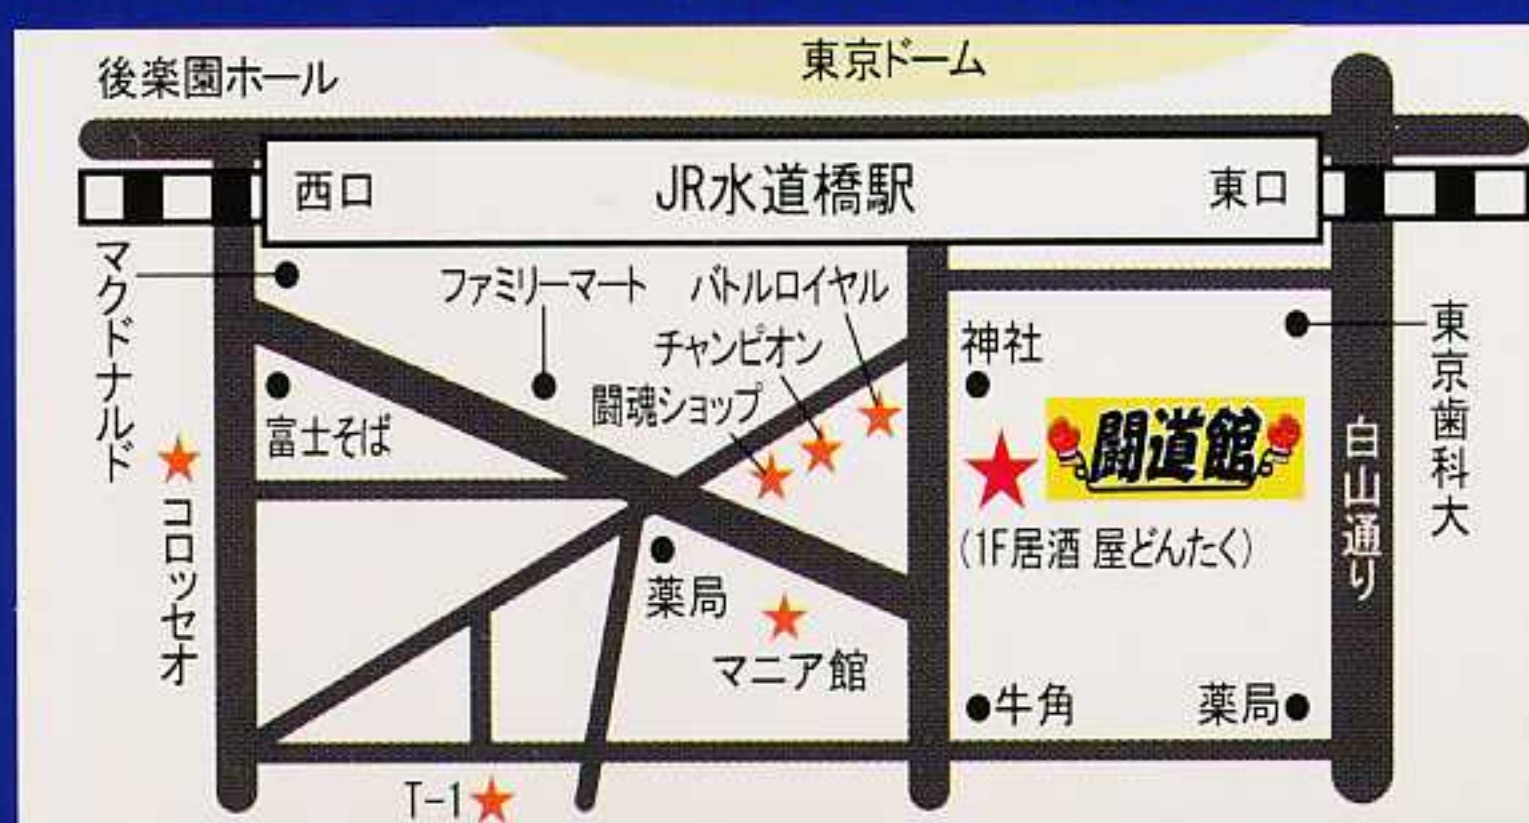 後楽園ホール
東京ドーム
西口
JR水道橋駅
東口
マクドナルド
ファミリーマート
バトルロイヤル
チャンピオン
闘魂ショップ
富士そば
コロッセオ
神社
闘道館
(1F居酒 屋どんたく)
東京歯科大
白山通り
薬局
マニア館
牛角
薬局
T-1